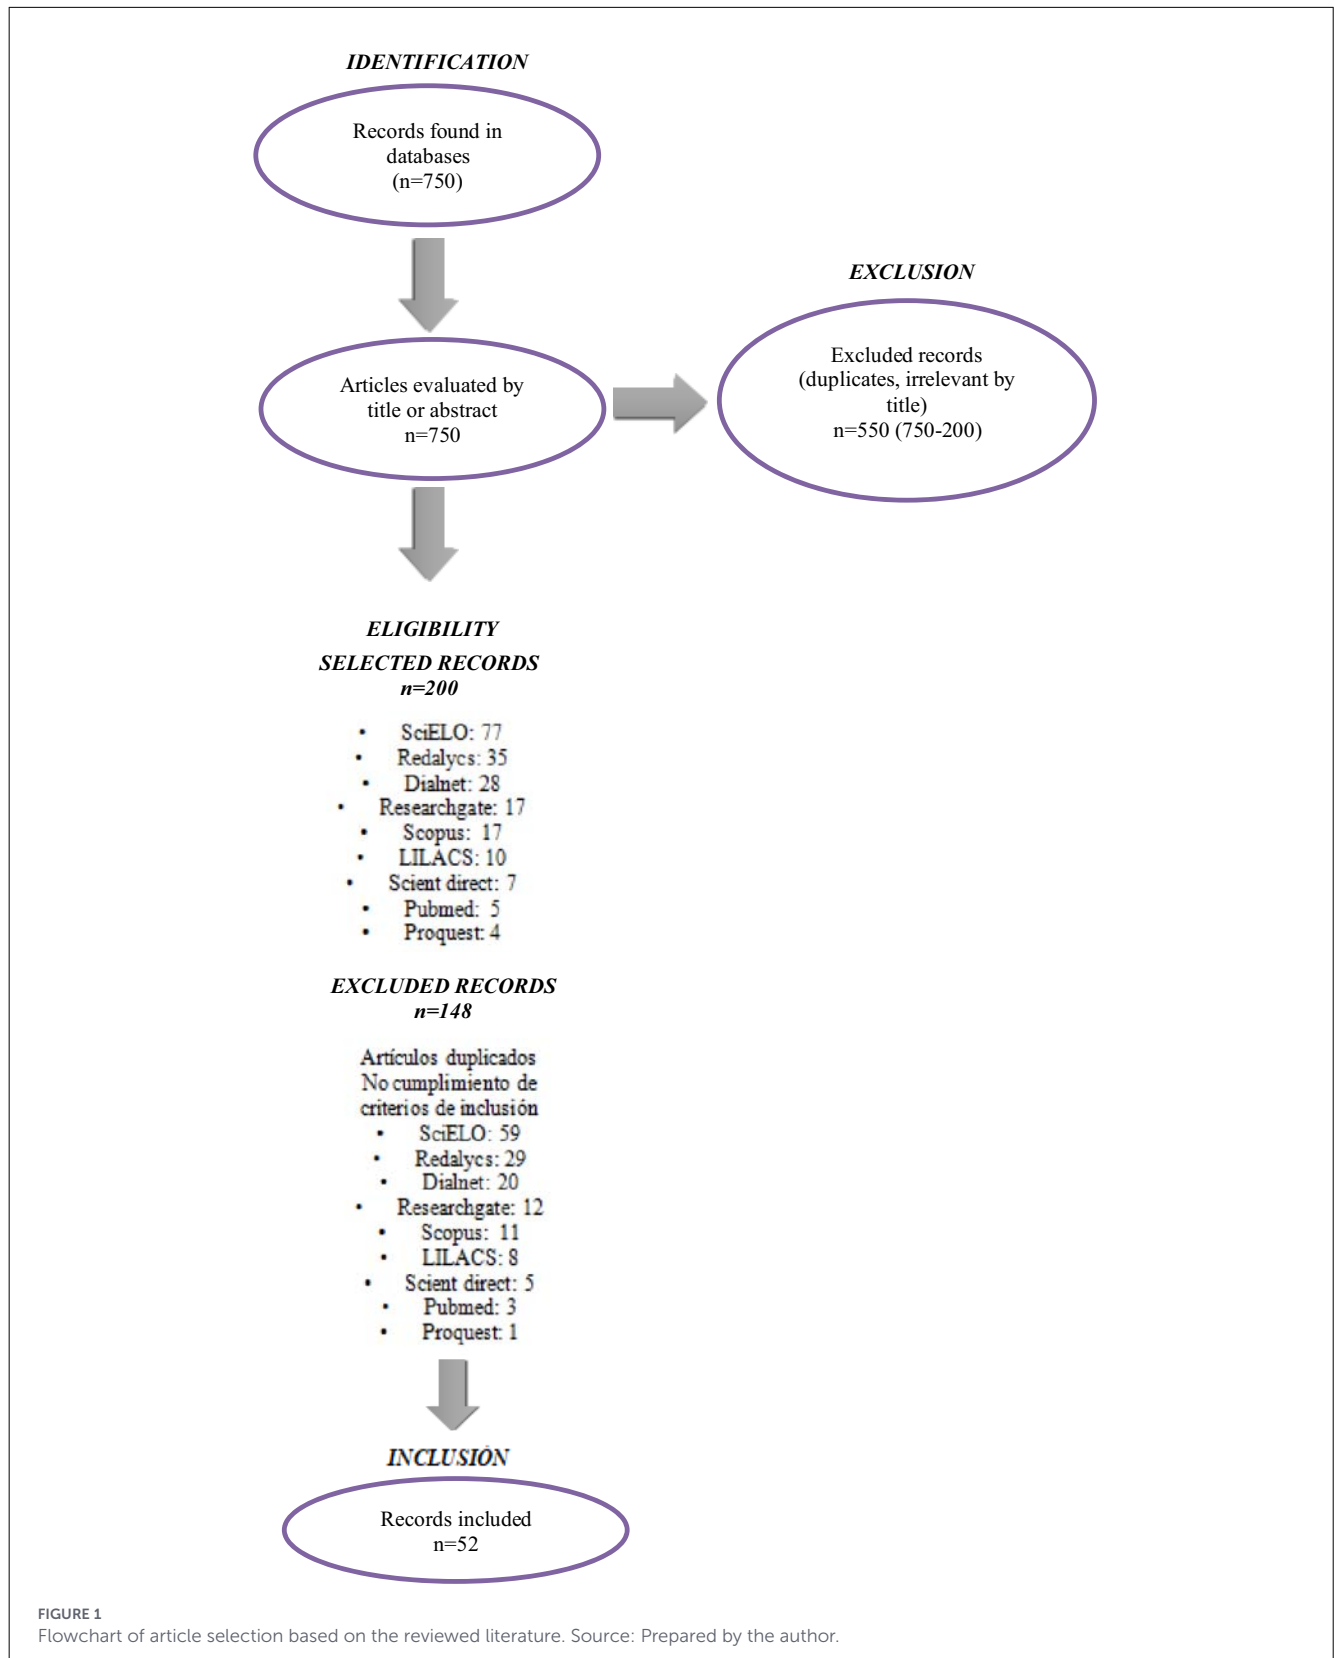 IDENTIFICATION
Records found in
databases
(n=750)
EXCLUSION
Articles evaluated by
title or abstract
n=750
Excluded records
(duplicates, irrelevant by
title)
n=550 (750-200)
ELIGIBILITY
SELECTED RECORDS
n=200
• SciELO: 77
• Redalycs: 35
• Dialnet: 28
• Researchgate: 17
• Scopus: 17
• LILACS: 10
• Scient direct: 7
• Pubmed: 5
• Proquest: 4
EXCLUDED RECORDS
n=148
Artículos duplicados
No cumplimiento de
criterios de inclusión
• SciELO: 59
• Redalycs: 29
• Dialnet: 20
• Researchgate: 12
• Scopus: 11
• LILACS: 8
• Scient direct: 5
• Pubmed: 3
• Proquest: 1
INCLUSIÓN
Records included
n=52
FIGURE 1
Flowchart of article selection based on the reviewed literature. Source: Prepared by the author.